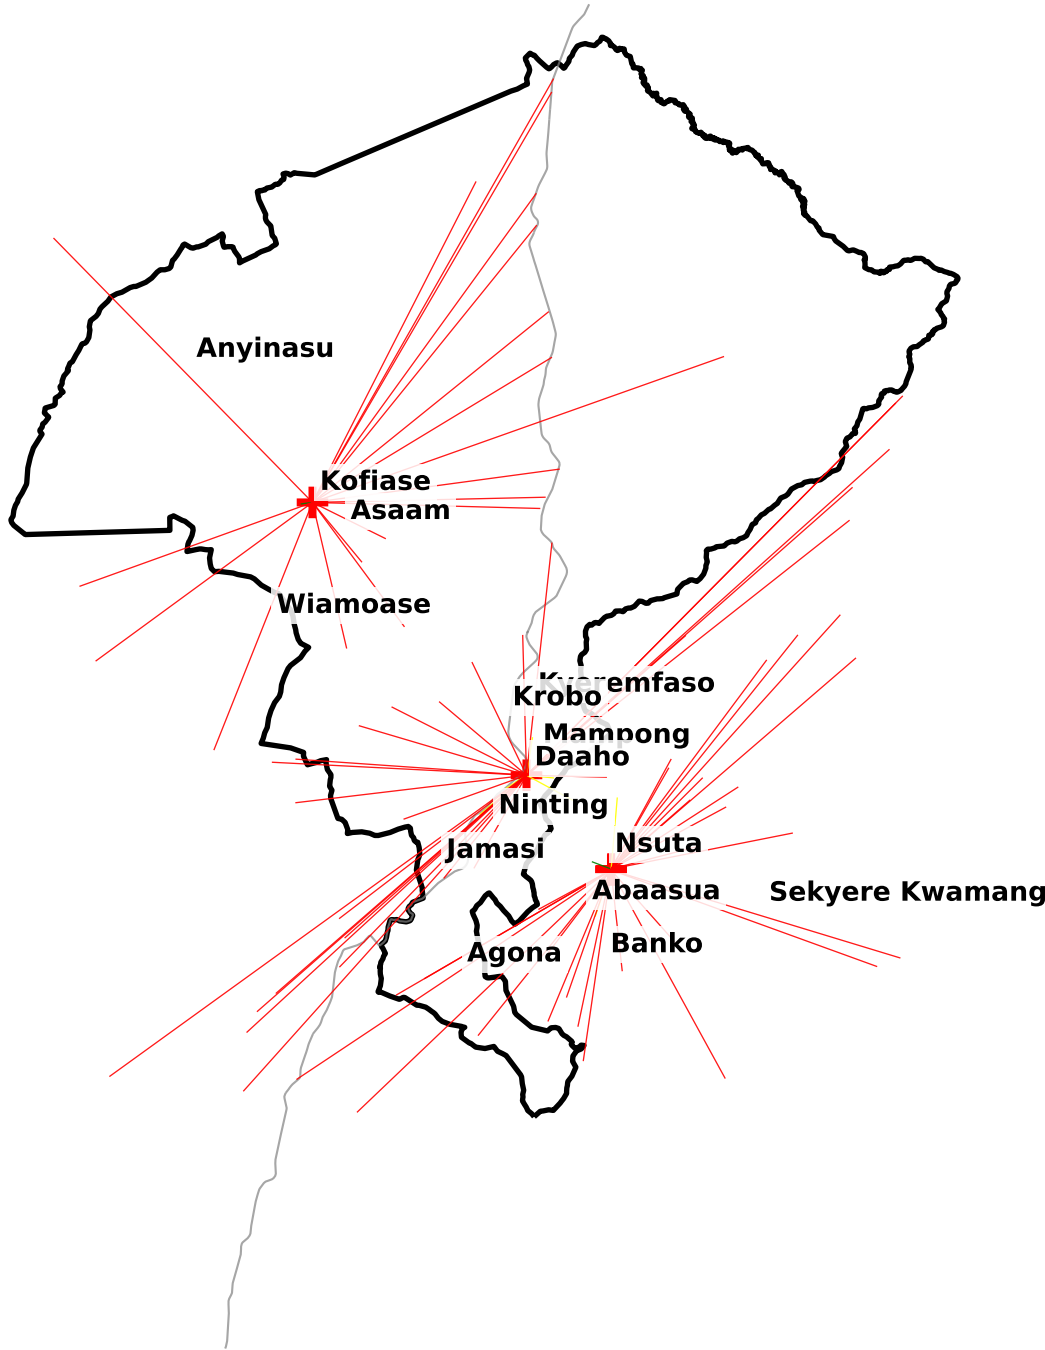 Anyinasu
Kofiase
Asaam
Wiamoase
Kyeremfaso
Krobo
Mampong
Daaho
Ninting
Jamasi
Nsuta
Abaasua
Sekyere Kwamang
Banko
Agona